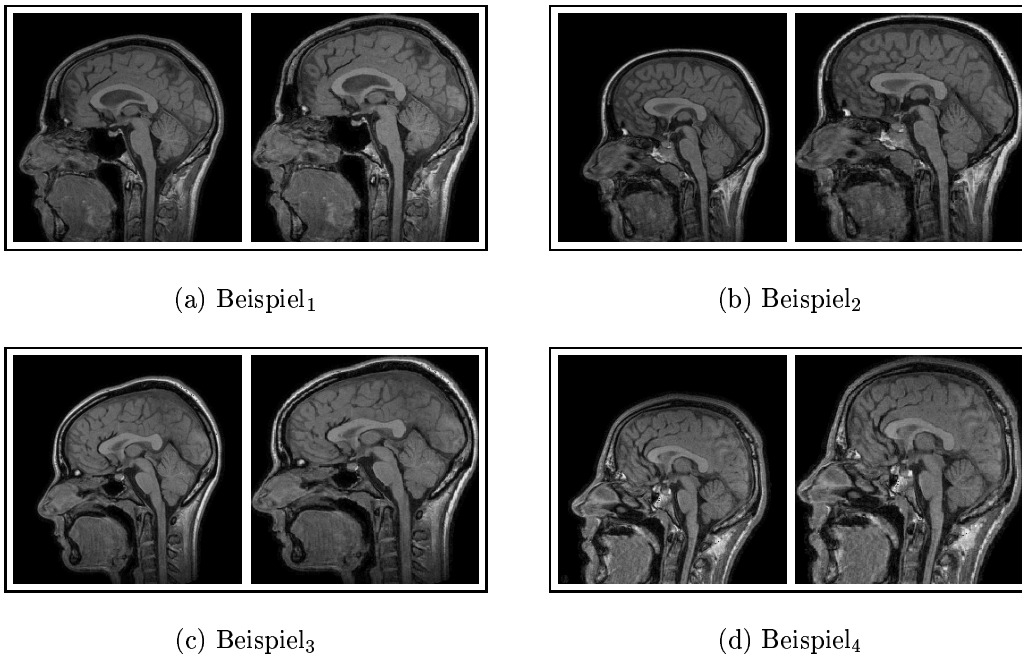 (a) Beispiel₁
(b) Beispiel₂
(c) Beispiel₃
(d) Beispiel₄